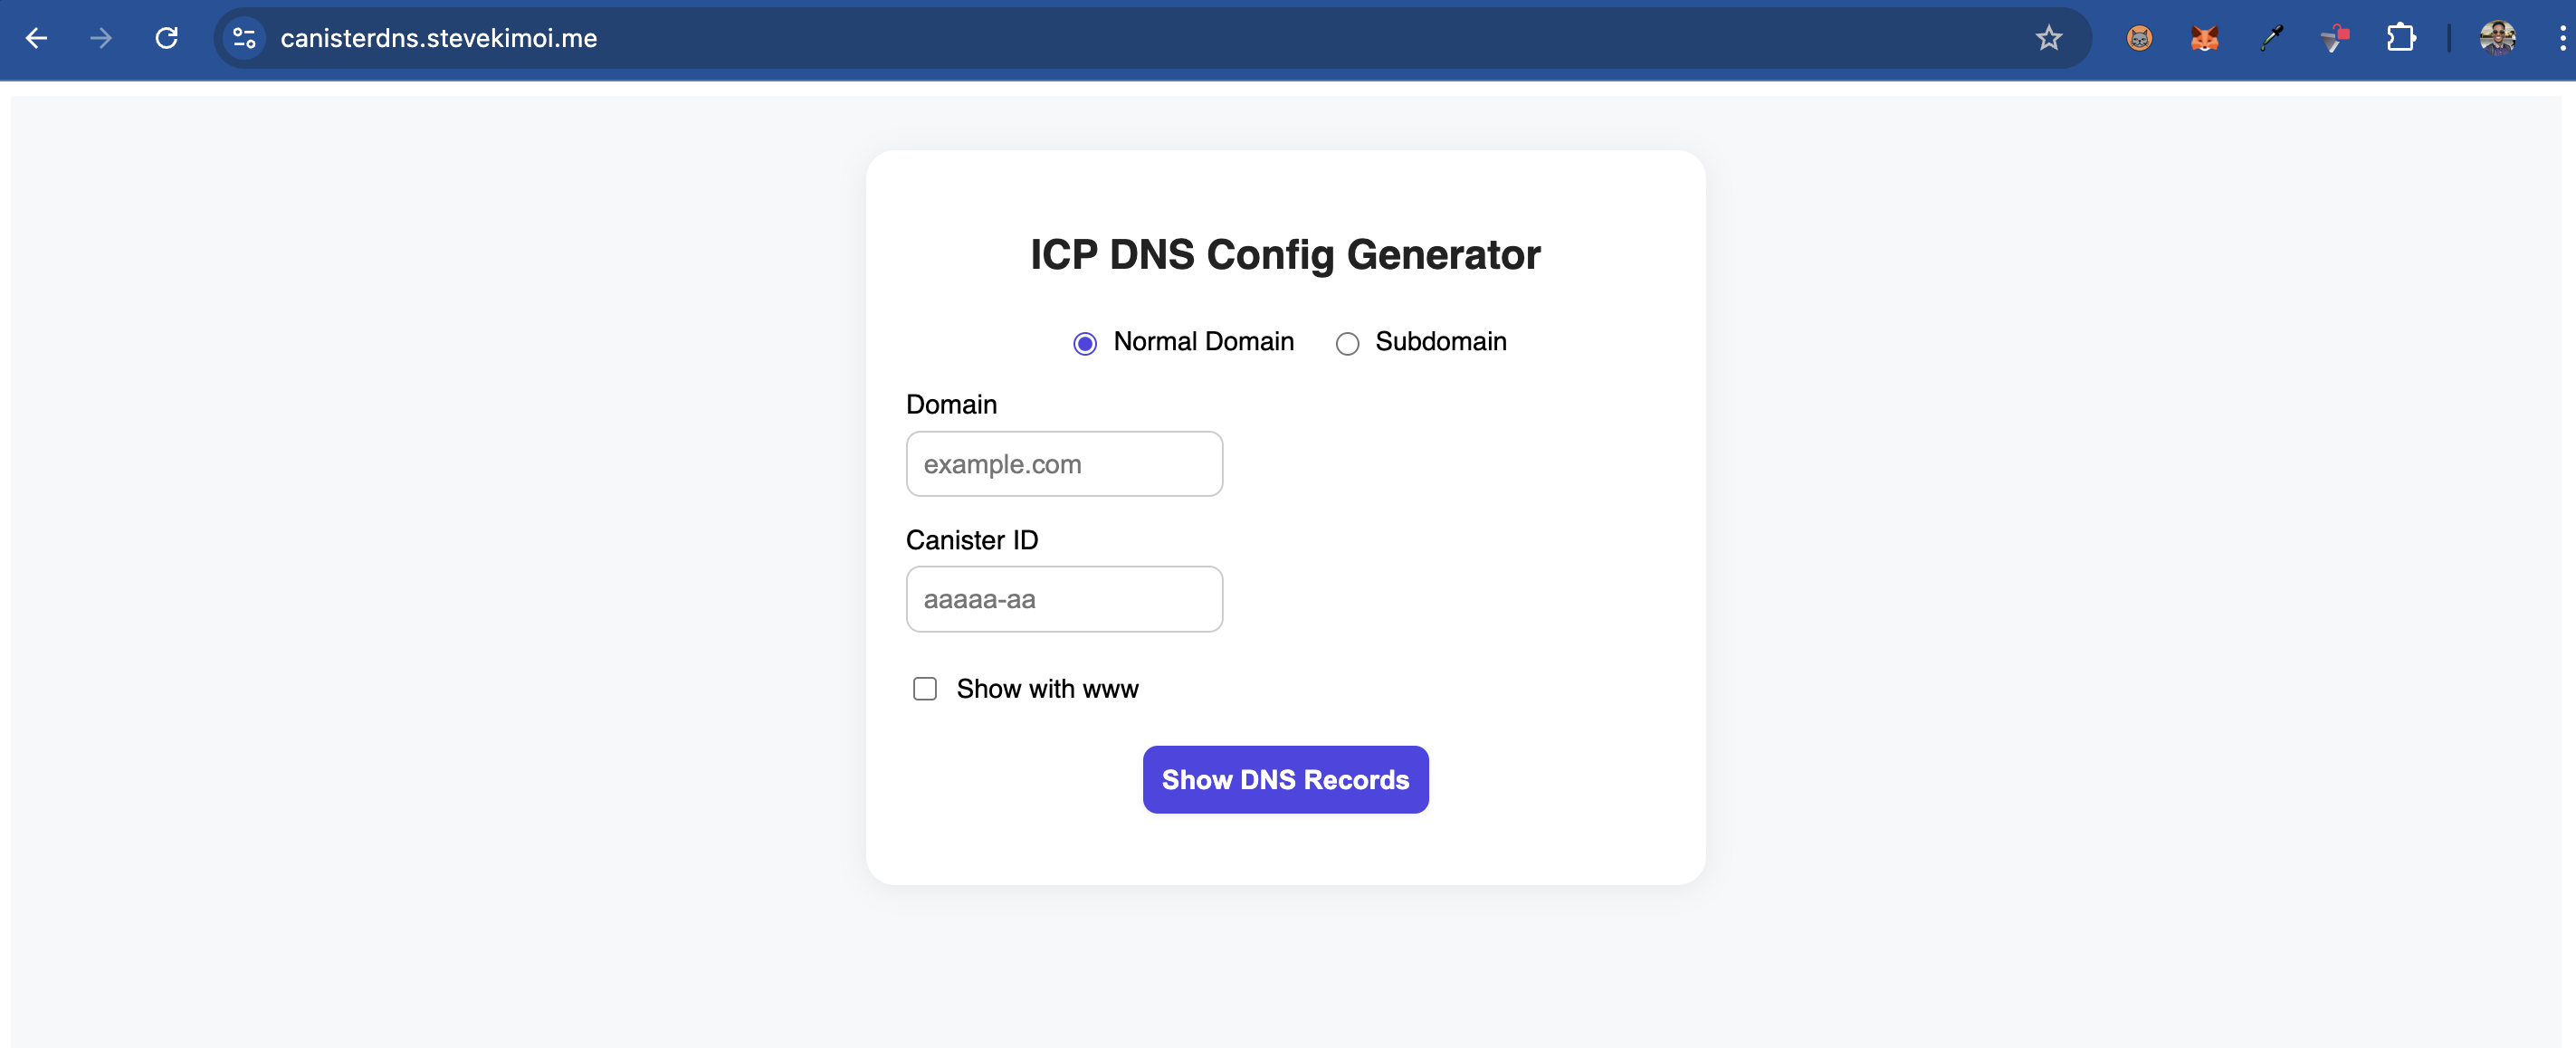 canisterdns.stevekimoi.me
ICP DNS Config Generator
Normal Domain Subdomain
Domain
example.com
Canister ID
aaaaa-aa
Show with www
Show DNS Records